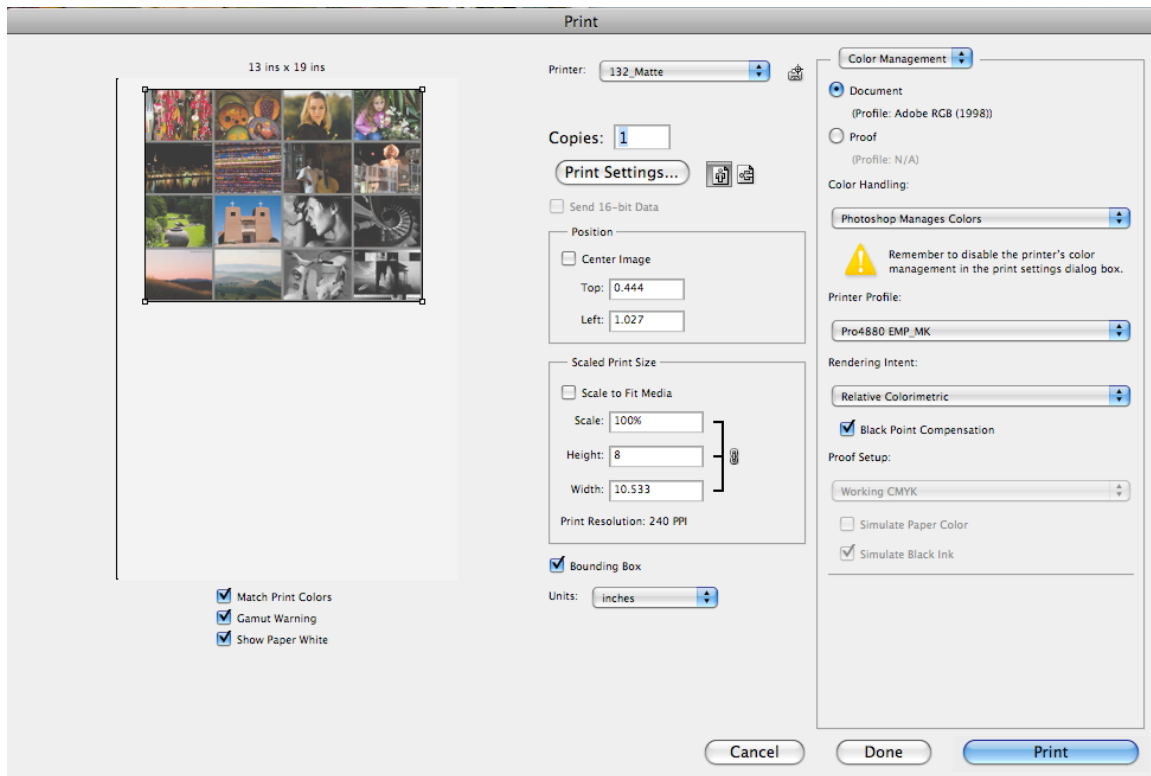 Print
13 ins x 19 ins
Match Print Colors
Gamut Warning
Show Paper White
Printer: 132_Matte
Copies: 1
Print Settings...
Send 16-bit Data
Position
Center Image
Top: 0.444
Left: 1.027
Scaled Print Size
Scale to Fit Media
Scale: 100%
Height: 8
Width: 10.533
Print Resolution: 240 PPI
Bounding Box
Units: inches
Color Management
Document
(Profile: Adobe RGB (1998))
Proof
(Profile: N/A)
Color Handling:
Photoshop Manages Colors
Remember to disable the printer's color
management in the print settings dialog box.
Printer Profile:
Pro4880 EMP_MK
Rendering Intent:
Relative Colorimetric
Black Point Compensation
Proof Setup:
Working CMYK
Simulate Paper Color
Simulate Black Ink
Cancel
Done
Print